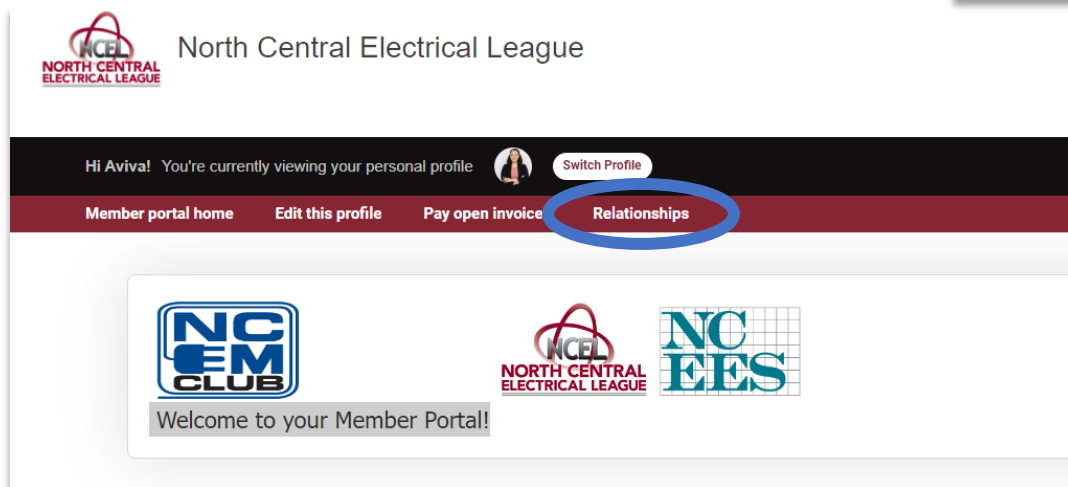 NCEL
NORTH CENTRAL
ELECTRICAL LEAGUE
North Central Electrical League
Hi Aviva! You're currently viewing your personal profile Switch Profile
Member portal home Edit this profile Pay open invoice Relationships
NC
EM
CLUB
NCEL
NORTH CENTRAL
ELECTRICAL LEAGUE
NC
EES
Welcome to your Member Portal!